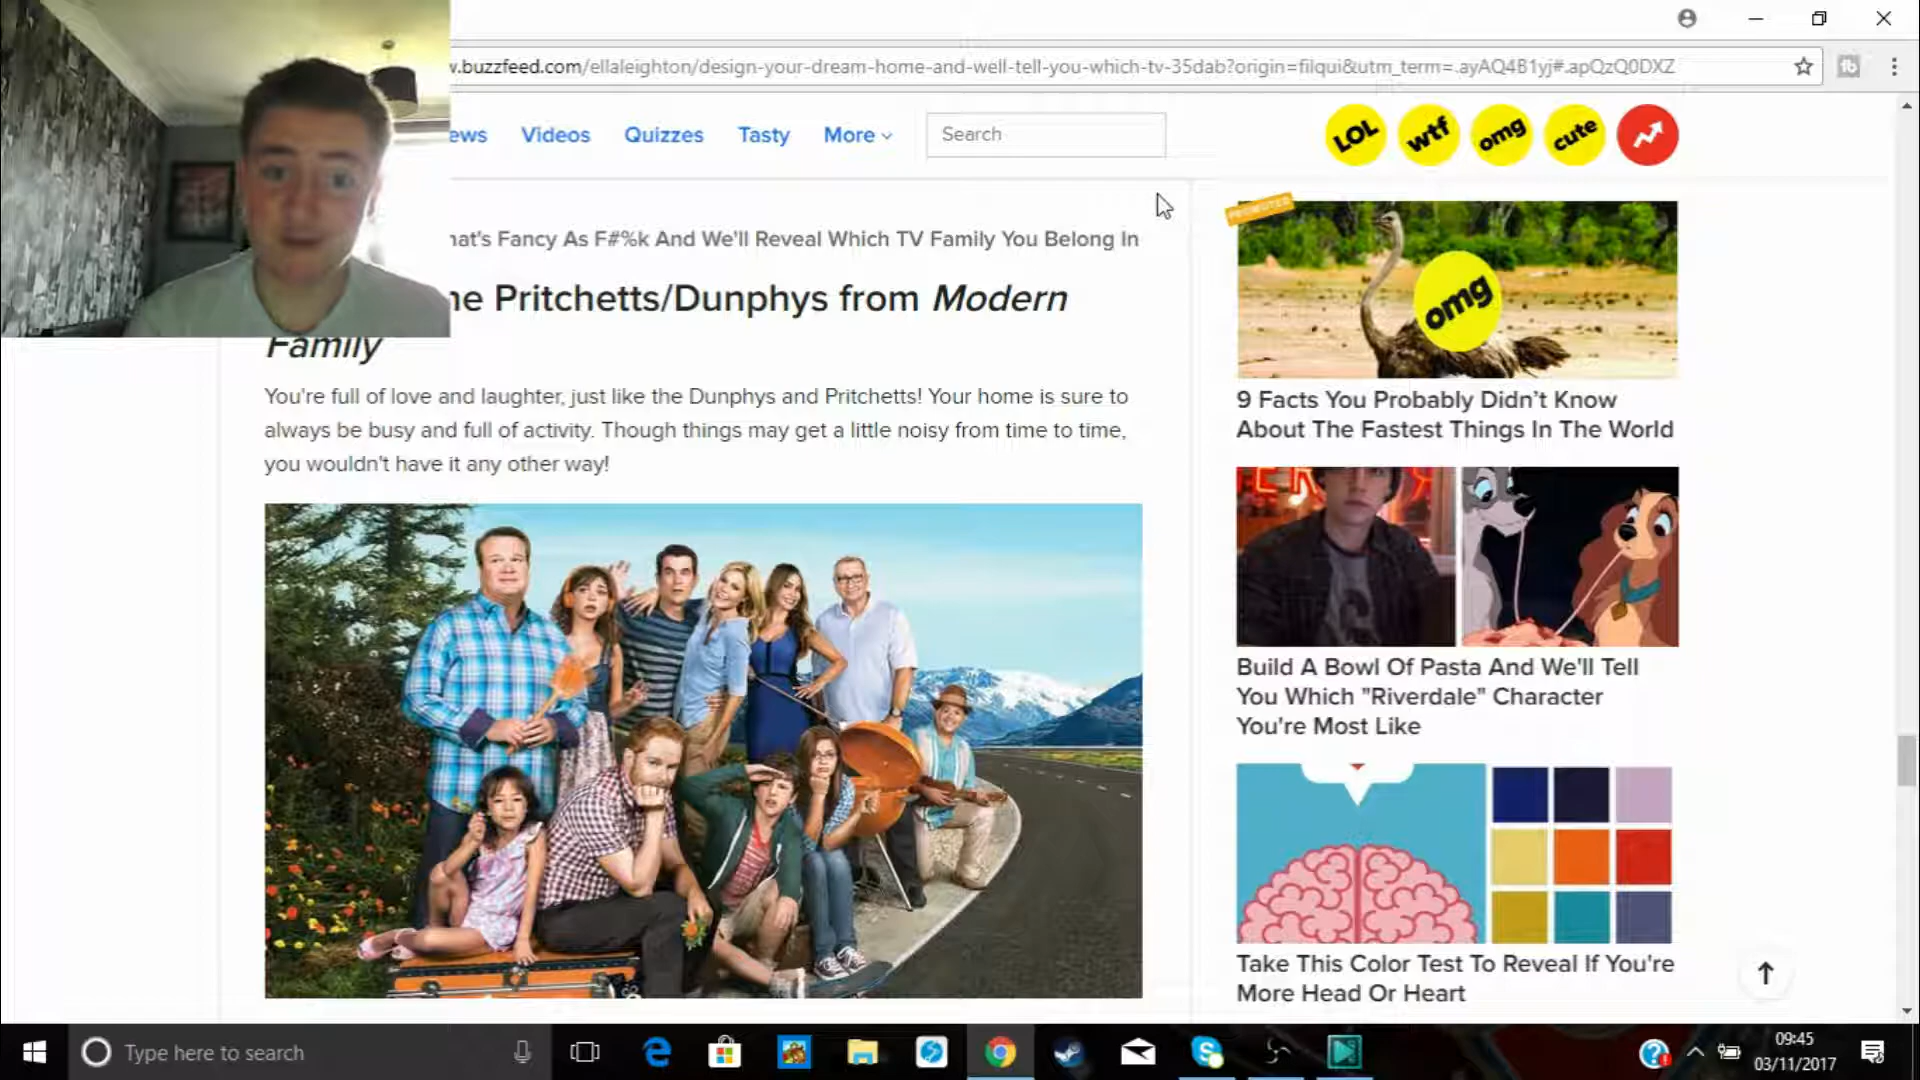 w.buzzfeed.com/ellaleighton/design-your-dream-home-and-well-tell-you-which-tv-35dab?origin=filqui&utm_term=.ayAQ4B1yj#.apQzQ0DXZ
ews Videos Quizzes Tasty More Search
LOL wtf omg cute
hat's Fancy As F#%k And We'll Reveal Which TV Family You Belong In
ne Pritchetts/Dunphys from Modern
Family
You're full of love and laughter, just like the Dunphys and Pritchetts! Your home is sure to
always be busy and full of activity. Though things may get a little noisy from time to time,
you wouldn't have it any other way!
PROMOTED
omg
9 Facts You Probably Didn't Know
About The Fastest Things In The World
Build A Bowl Of Pasta And We'll Tell
You Which "Riverdale" Character
You're Most Like
Take This Color Test To Reveal If You're
More Head Or Heart
Type here to search
09:45
03/11/2017